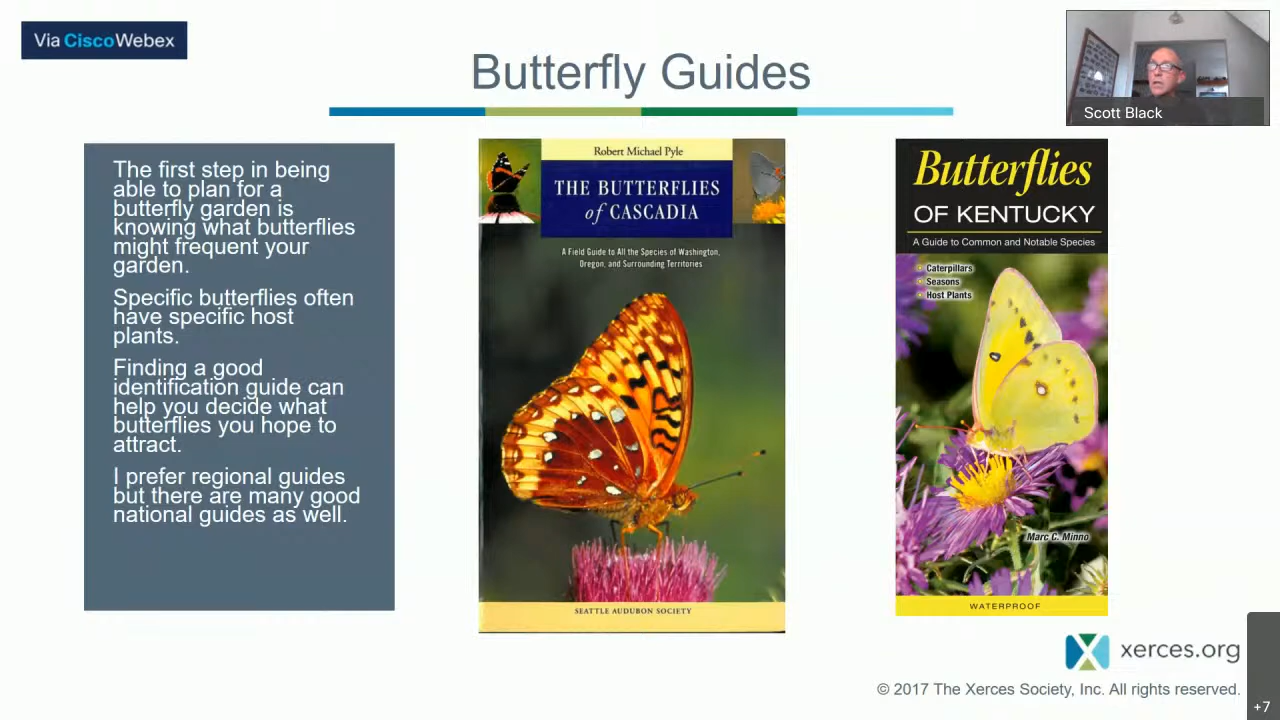 Via CiscoWebex
Butterfly Guides
Scott Black
The first step in being
able to plan for a
butterfly garden is
knowing what butterflies
might frequent your
garden.
Specific butterflies often
have specific host
plants.
Finding a good
identification guide can
help you decide what
butterflies you hope to
attract.
I prefer regional guides
but there are many good
national guides as well.
Robert Michael Pyle
THE BUTTERFLIES
of CASCADIA
A Field Guide to All the Species of Washington,
Oregon, and Surrounding Territories
SEATTLE AUDUBON SOCIETY
Butterflies
OF KENTUCKY
A Guide to Common and Notable Species
Caterpillars
Seasons
Host Plants
Marc C. Minno
WATERPROOF
xerces.org
© 2017 The Xerces Society, Inc. All rights reserved.
+7